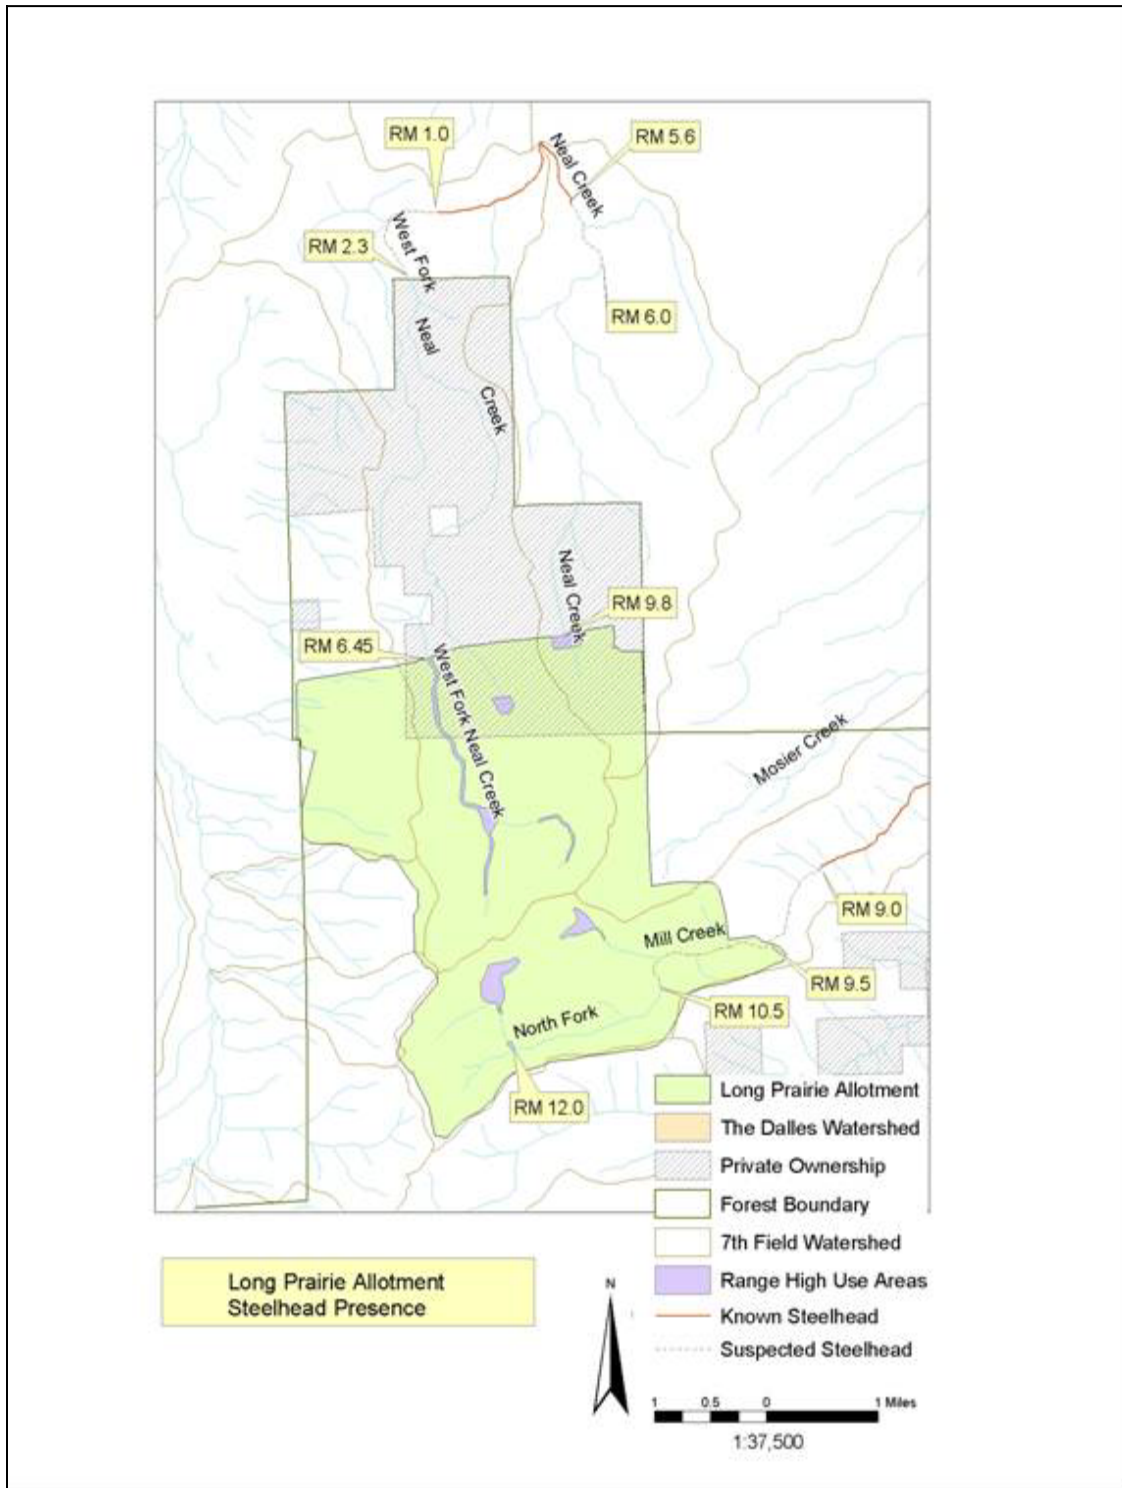 RM 1.0
Neal Creek
RM 5.6
West Fork
RM 2.3
RM 6.0
Neal
Creek
Neal Creek
RM 9.8
RM 6.45
West Fork Neal Creek
Mosier Creek
RM 9.0
Mill Creek
RM 9.5
RM 10.5
North Fork
RM 12.0
Long Prairie Allotment
The Dalles Watershed
Private Ownership
Forest Boundary
7th Field Watershed
Range High Use Areas
Known Steelhead
Suspected Steelhead
Long Prairie Allotment
Steelhead Presence
N
1 0.5 0 1 Miles
1:37,500